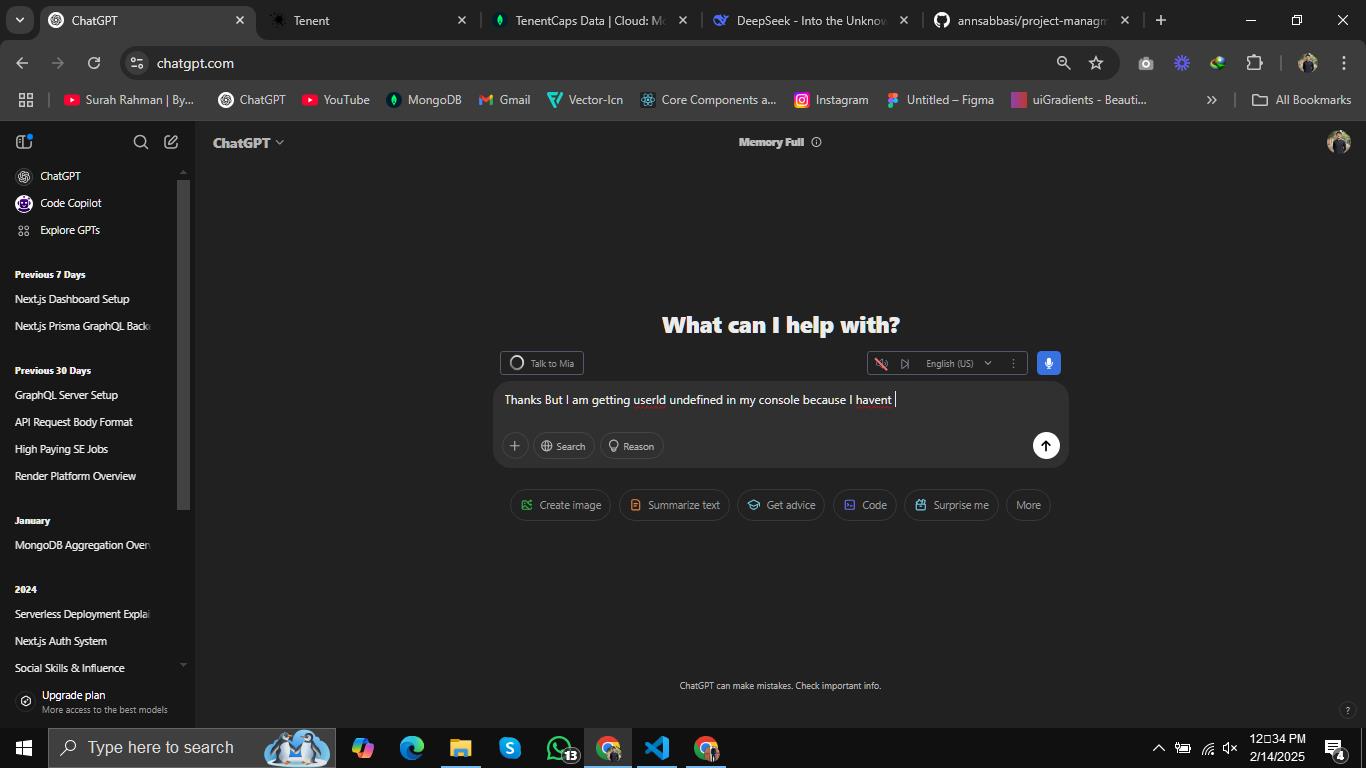 ChatGPT
Tenent
TenentCaps Data | Cloud: Mo
DeepSeek - Into the Unknow
annsabbasi/project-managm
chatgpt.com
Surah Rahman | By...
ChatGPT
YouTube
MongoDB
Gmail
Vector-Icn
Core Components a...
Instagram
Untitled – Figma
uiGradients - Beauti...
All Bookmarks
ChatGPT
Memory Full
ChatGPT
Code Copilot
Explore GPTs
Previous 7 Days
Next.js Dashboard Setup
Next.js Prisma GraphQL Back
Previous 30 Days
GraphQL Server Setup
API Request Body Format
High Paying SE Jobs
Render Platform Overview
January
MongoDB Aggregation Over
2024
Serverless Deployment Explai
Next.js Auth System
Social Skills & Influence
Upgrade plan
More access to the best models
What can I help with?
Talk to Mia
English (US)
Thanks But I am getting userId undefined in my console because I havent
Search
Reason
Create image
Summarize text
Get advice
Code
Surprise me
More
ChatGPT can make mistakes. Check important info.
?
Type here to search
13
12▯34 PM
2/14/2025
4